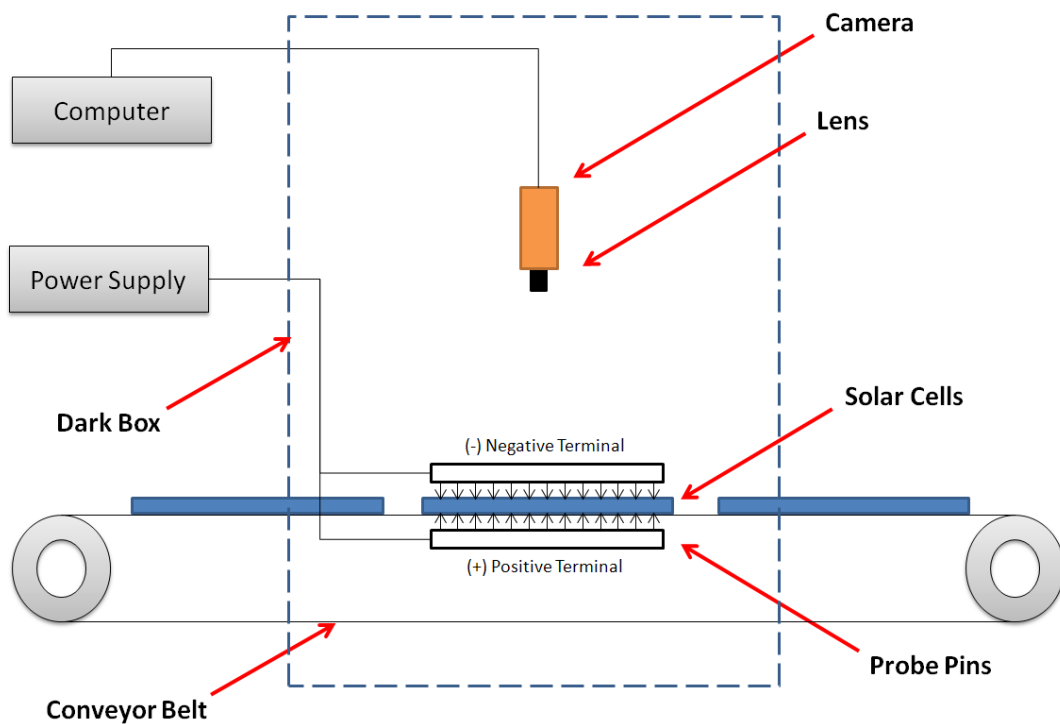 Camera
Computer
Lens
Power Supply
Solar Cells
Dark Box
(-) Negative Terminal
(+) Positive Terminal
Probe Pins
Conveyor Belt